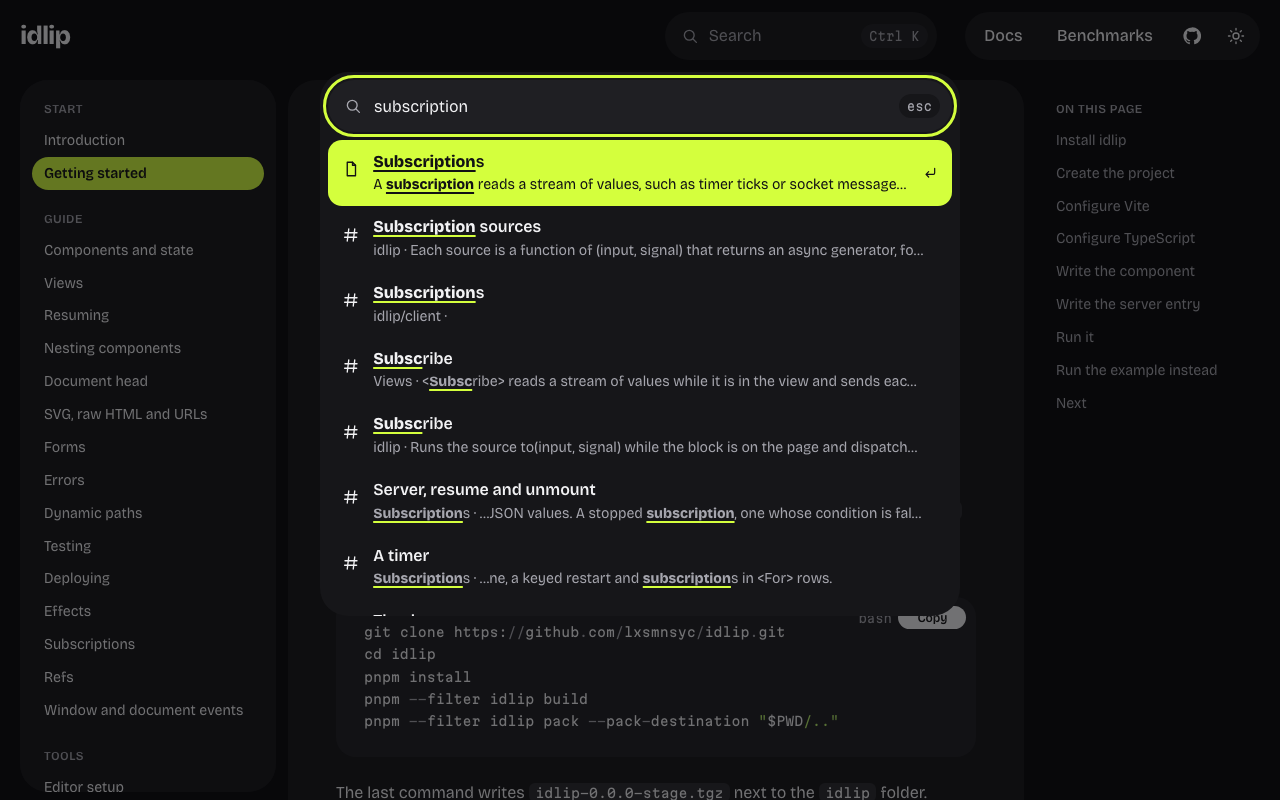 idlip
Search
Ctrl K
Docs
Benchmarks
START
Introduction
Getting started
GUIDE
Components and state
Views
Resuming
Nesting components
Document head
SVG, raw HTML and URLs
Forms
Errors
Dynamic paths
Testing
Deploying
Effects
Subscriptions
Refs
Window and document events
TOOLS
Editor setup
subscription
esc
Subscriptions
A subscription reads a stream of values, such as timer ticks or socket message...
Subscription sources
idlip · Each source is a function of (input, signal) that returns an async generator, fo...
Subscriptions
idlip/client ·
Subscribe
Views · <Subscribe> reads a stream of values while it is in the view and sends eac...
Subscribe
idlip · Runs the source to(input, signal) while the block is on the page and dispatch...
Server, resume and unmount
Subscriptions · ...JSON values. A stopped subscription, one whose condition is fal...
A timer
Subscriptions · ...ne, a keyed restart and subscriptions in <For> rows.
bash
Copy
git clone https://github.com/lxsmnsyc/idlip.git
cd idlip
pnpm install
pnpm --filter idlip build
pnpm --filter idlip pack --pack-destination "$PWD/.."
The last command writes idlip-0.0.0-stage.tgz next to the idlip folder.
ON THIS PAGE
Install idlip
Create the project
Configure Vite
Configure TypeScript
Write the component
Write the server entry
Run it
Run the example instead
Next